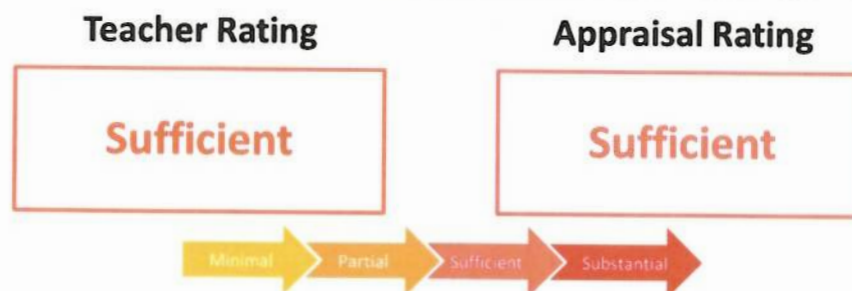 Teacher Rating
Appraisal Rating
Sufficient
Sufficient
Minimal
Partial
Sufficient
Substantial